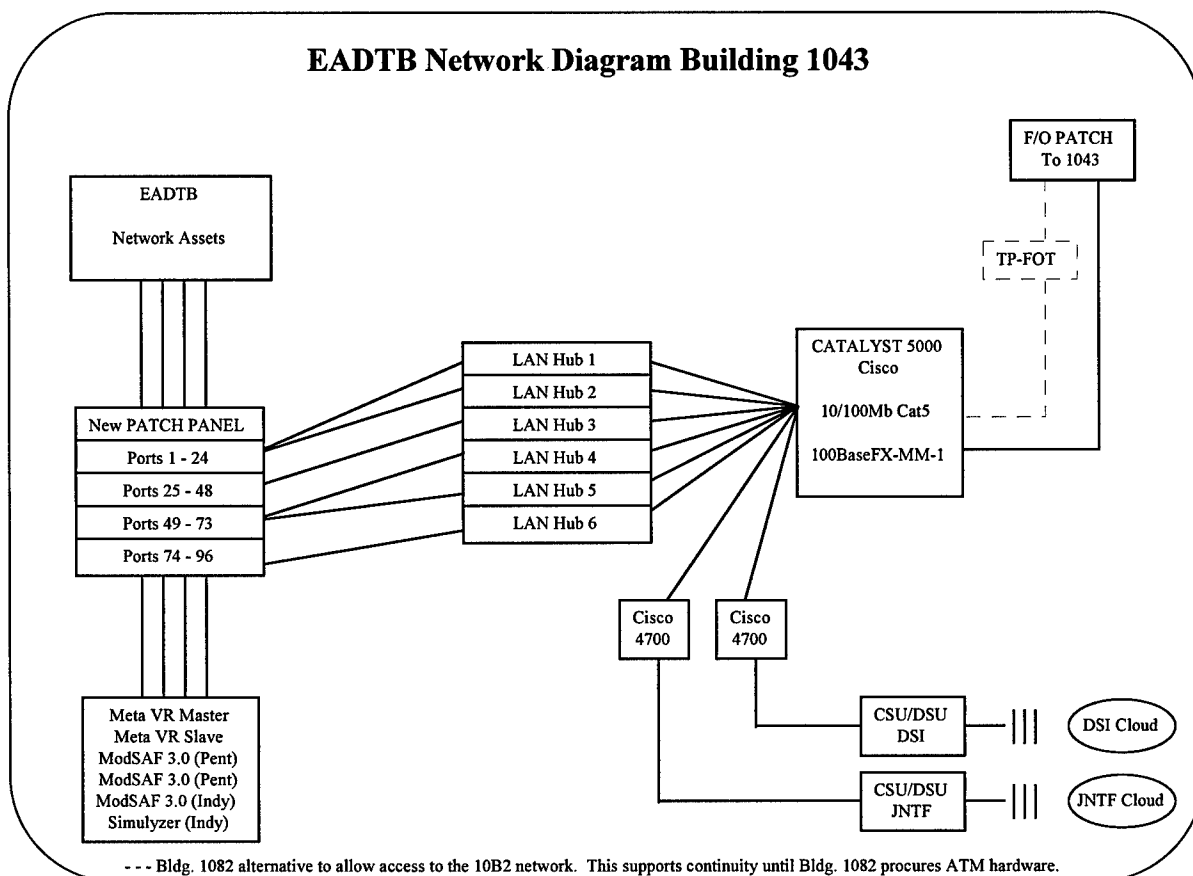 EADTB Network Diagram Building 1043
F/O PATCH
To 1043
EADTB
Network Assets
TP-FOT
CATALYST 5000
Cisco
10/100Mb Cat5
100BaseFX-MM-1
LAN Hub 1
LAN Hub 2
LAN Hub 3
LAN Hub 4
LAN Hub 5
LAN Hub 6
New PATCH PANEL
Ports 1 - 24
Ports 25 - 48
Ports 49 - 73
Ports 74 - 96
Cisco
4700
Cisco
4700
Meta VR Master
Meta VR Slave
ModSAF 3.0 (Pent)
ModSAF 3.0 (Pent)
ModSAF 3.0 (Indy)
Simulyzer (Indy)
CSU/DSU
DSI
DSI Cloud
CSU/DSU
JNTF
JNTF Cloud
- - - Bldg. 1082 alternative to allow access to the 10B2 network. This supports continuity until Bldg. 1082 procures ATM hardware.